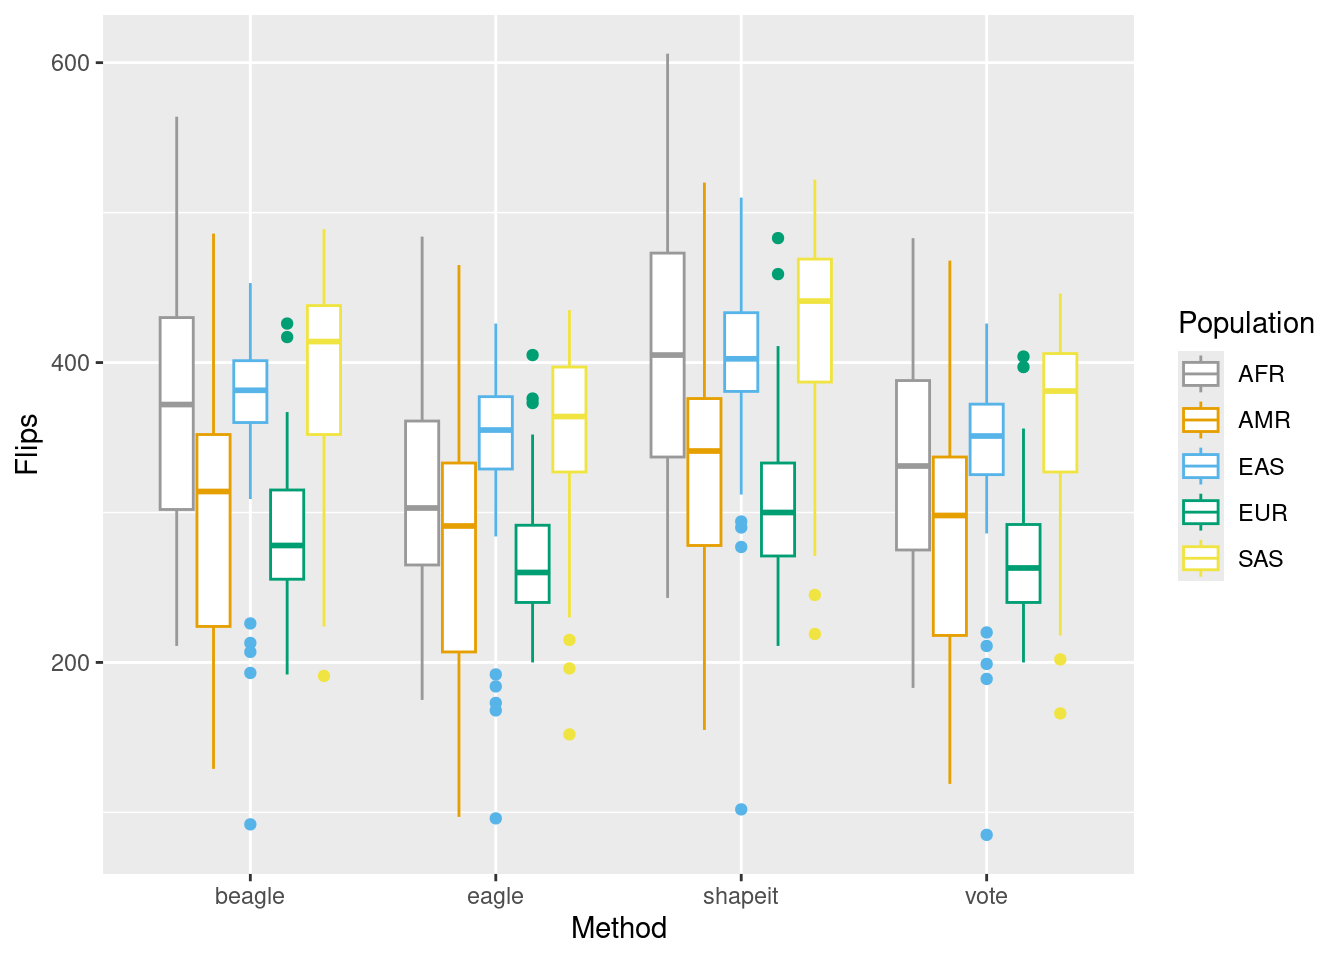 600
400
200
Flips
beagle eagle shapeit vote
Method
Population
AFR
AMR
EAS
EUR
SAS